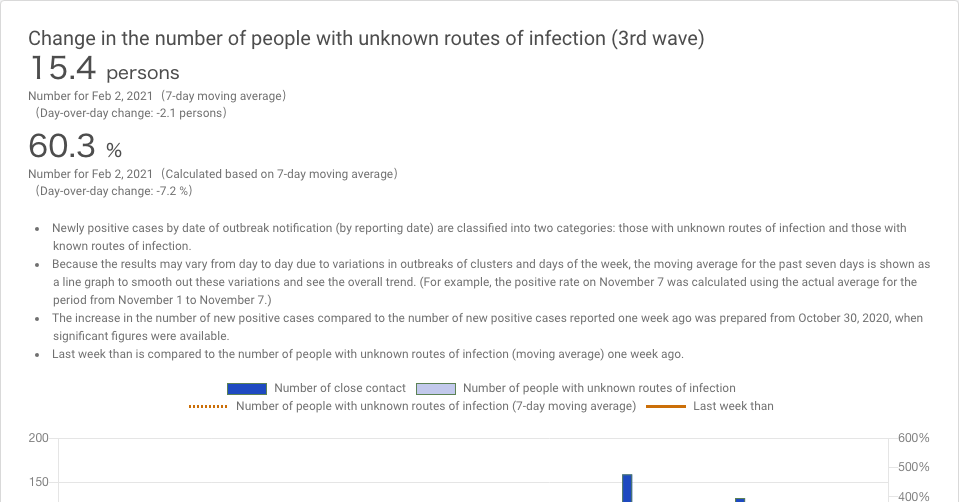 Change in the number of people with unknown routes of infection (3rd wave)
15.4 persons
Number for Feb 2, 2021（7-day moving average）
（Day-over-day change: -2.1 persons）
60.3 %
Number for Feb 2, 2021（Calculated based on 7-day moving average）
（Day-over-day change: -7.2 %）
• Newly positive cases by date of outbreak notification (by reporting date) are classified into two categories: those with unknown routes of infection and those with
known routes of infection.
• Because the results may vary from day to day due to variations in outbreaks of clusters and days of the week, the moving average for the past seven days is shown as
a line graph to smooth out these variations and see the overall trend. (For example, the positive rate on November 7 was calculated using the actual average for the
period from November 1 to November 7.)
• The increase in the number of new positive cases compared to the number of new positive cases reported one week ago was prepared from October 30, 2020, when
significant figures were available.
• Last week than is compared to the number of people with unknown routes of infection (moving average) one week ago.
Number of close contact Number of people with unknown routes of infection
Number of people with unknown routes of infection (7-day moving average) Last week than
200 600%
500%
150
400%